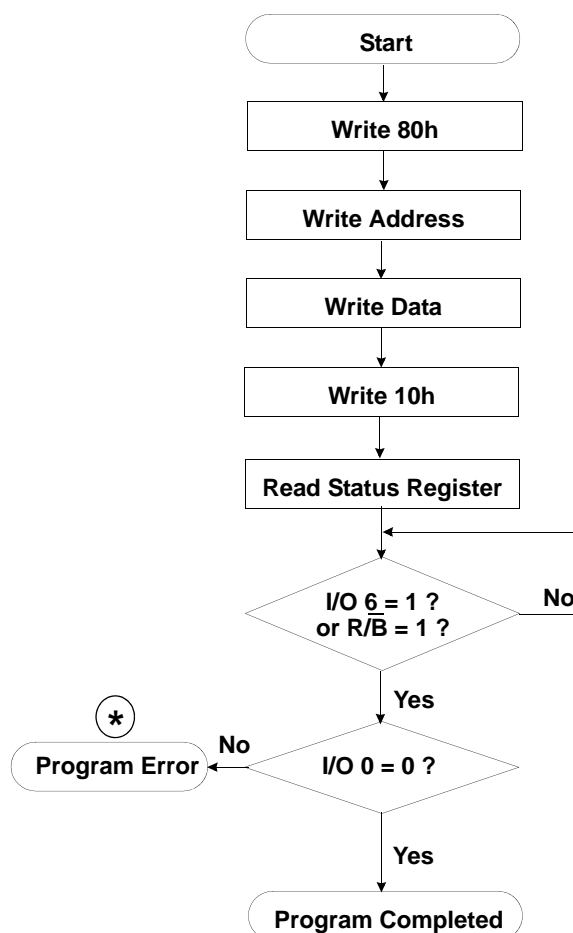 Start
Write 80h
Write Address
Write Data
Write 10h
Read Status Register
I/O 6 = 1 ?
or R/B̅ = 1 ?
No
Yes
*
No
Program Error
I/O 0 = 0 ?
Yes
Program Completed